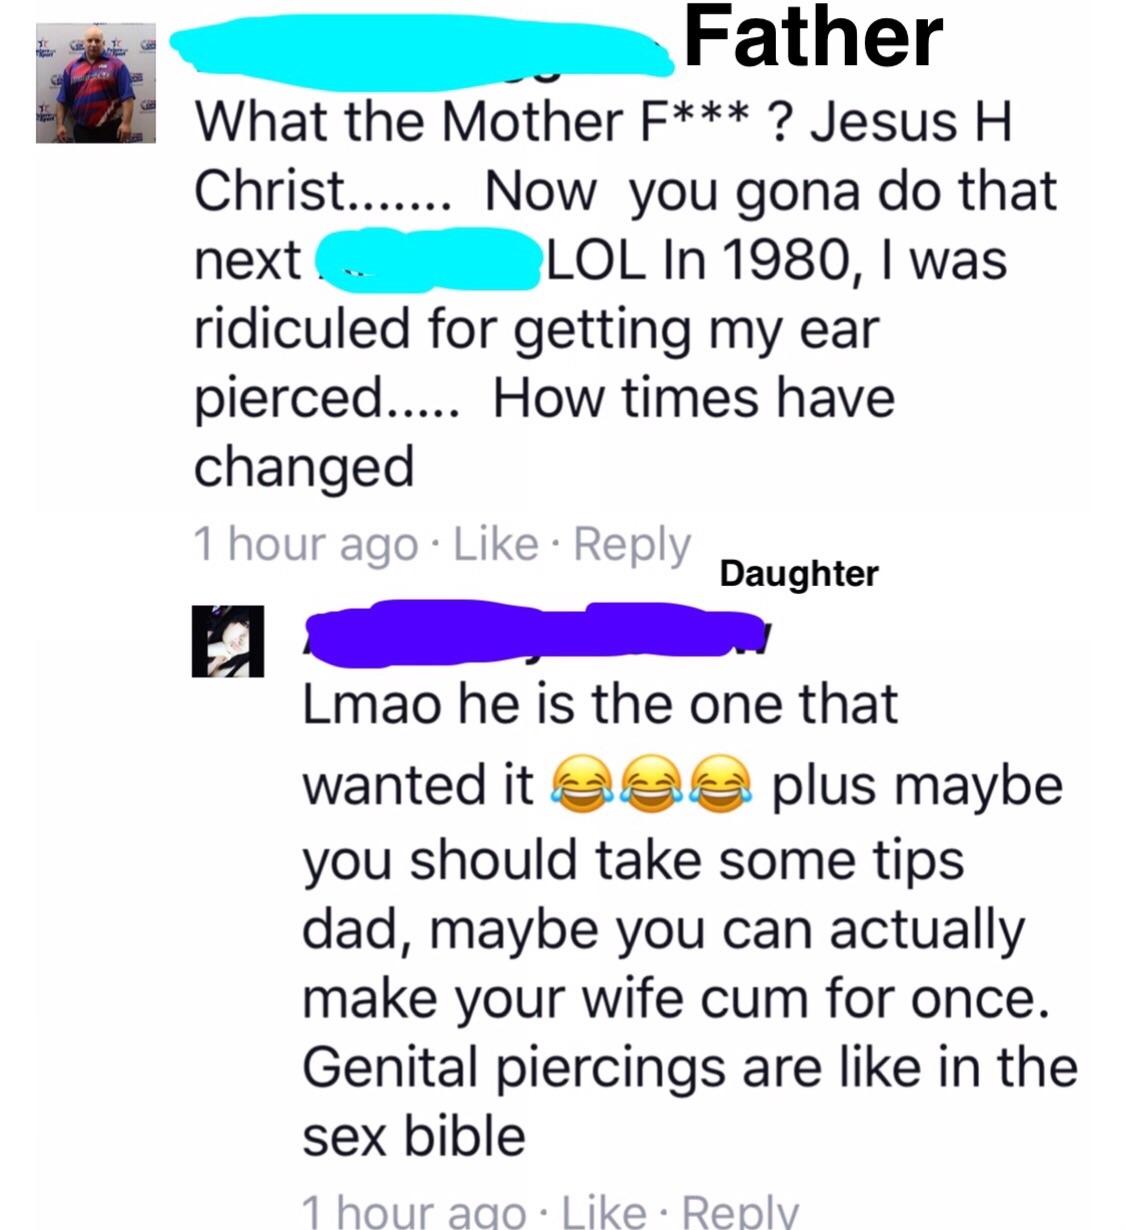 Father
What the Mother F*** ? Jesus H
Christ.......  Now  you gona do that
next LOL In 1980, I was
ridiculed for getting my ear
pierced.....  How times have
changed
1 hour ago · Like · Reply
Daughter
Lmao he is the one that
wanted it 😂😂😂 plus maybe
you should take some tips
dad, maybe you can actually
make your wife cum for once.
Genital piercings are like in the
sex bible
1 hour ago · Like · Reply